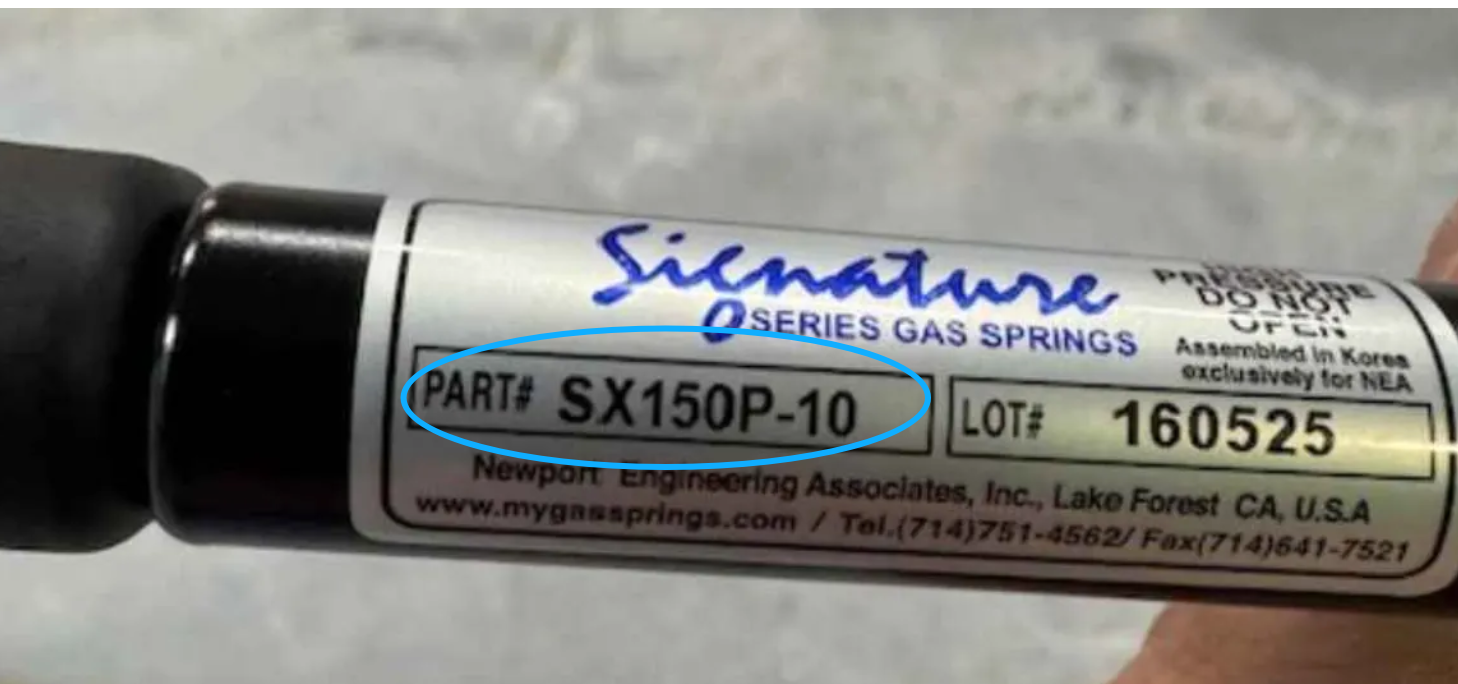 Signature
SERIES GAS SPRINGS
PRESSURE
DO NOT
OPEN
Assembled in Korea
exclusively for NEA
PART# SX150P-10
LOT# 160525
Newport Engineering Associates, Inc., Lake Forest CA, U.S.A
www.mygassprings.com / Tel.(714)751-4562/ Fax(714)641-7521